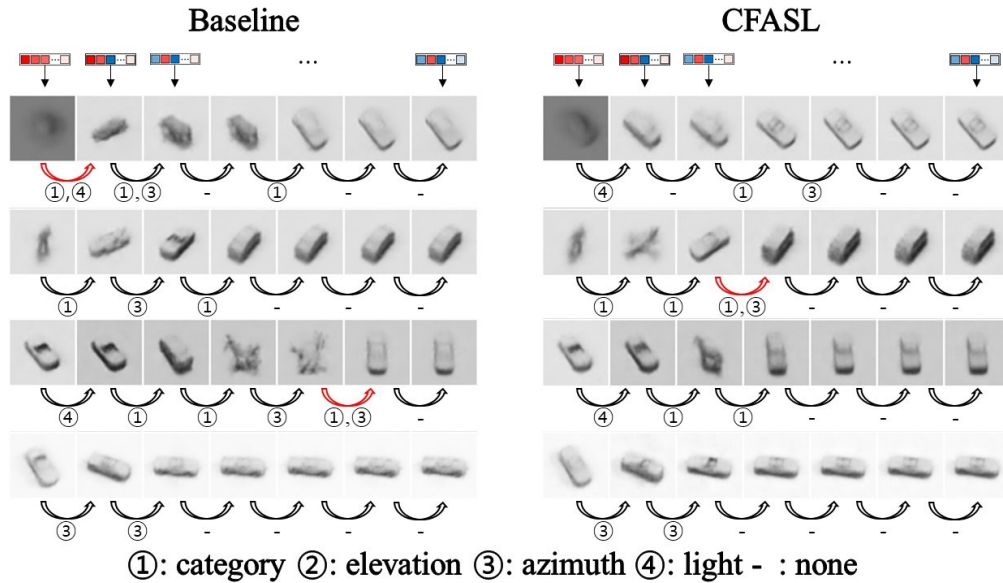 Baseline CFASL
... ...
①,④ ①,③ - ① - - ④ - ① ③ - -
① ③ ① - - - ① ① ①,③ - - -
④ ① ① ③ ①,③ - ④ ① ① - - -
③ ③ - - - - ③ ③ - - - -
①: category ②: elevation ③: azimuth ④: light - : none